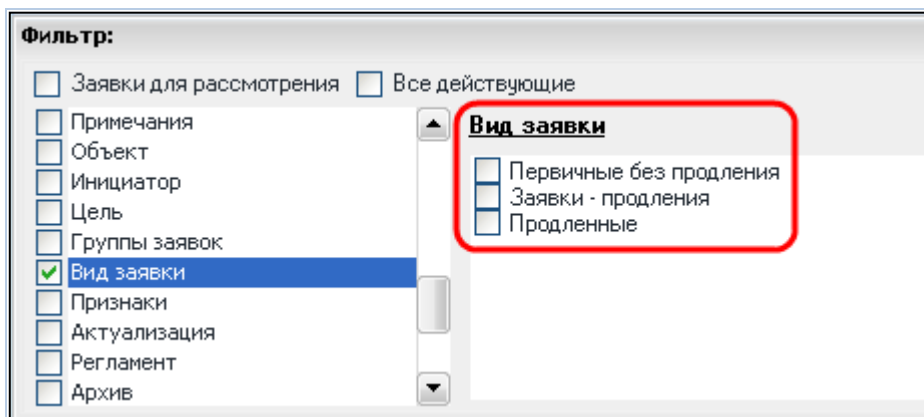 Фильтр:
Заявки для рассмотрения Все действующие
Примечания
Объект
Инициатор
Цель
Группы заявок
Вид заявки
Признаки
Актуализация
Регламент
Архив
Вид заявки
Первичные без продления
Заявки - продления
Продленные